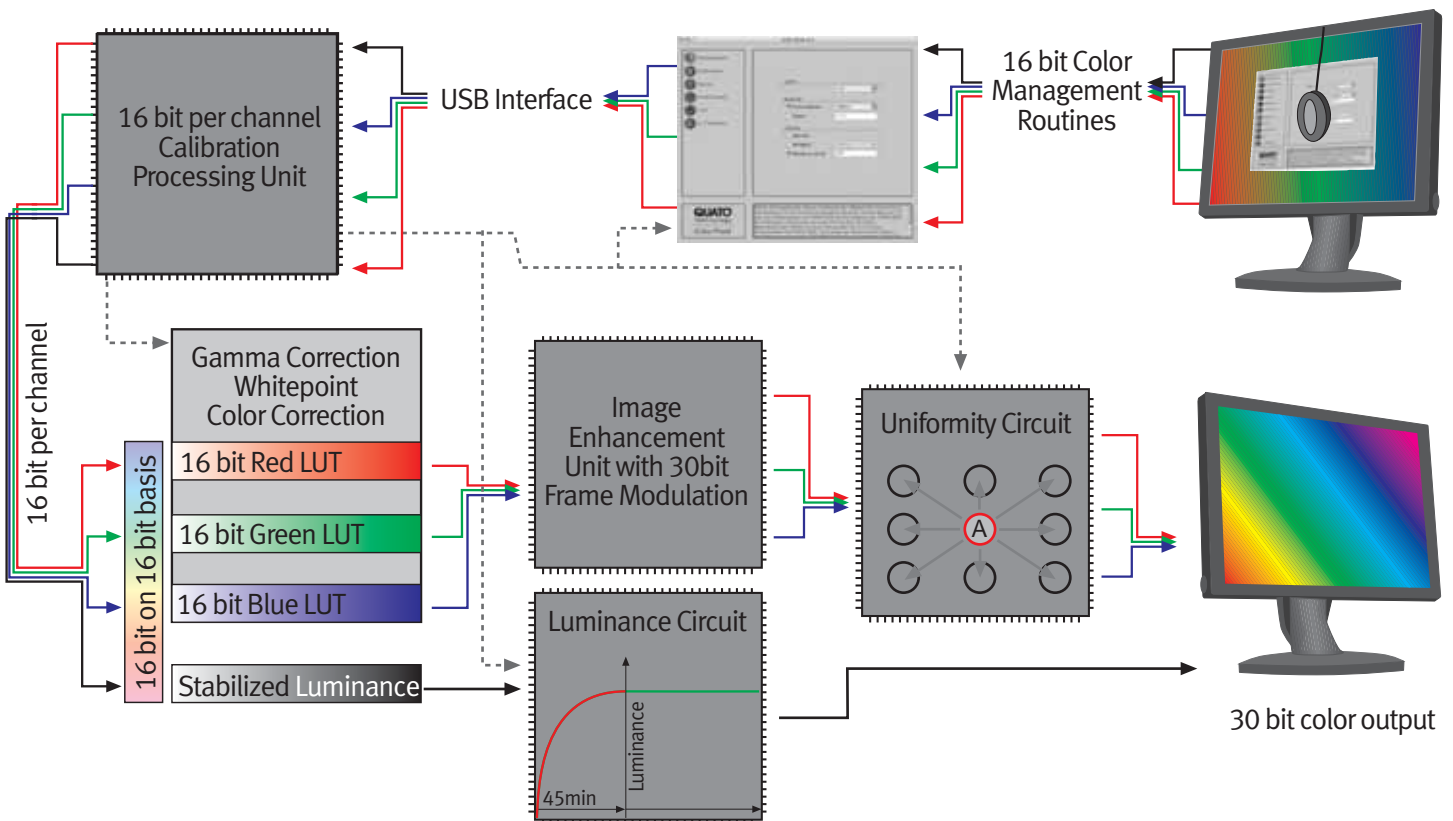 16 bit per channel
Calibration
Processing Unit
USB Interface
QUATO
16 bit Color
Management
Routines
16 bit per channel
16 bit on 16 bit basis
Gamma Correction
Whitepoint
Color Correction
16 bit Red LUT
16 bit Green LUT
16 bit Blue LUT
Stabilized Luminance
Image
Enhancement
Unit with 30bit
Frame Modulation
Luminance Circuit
Luminance
45min
Uniformity Circuit
A
30 bit color output